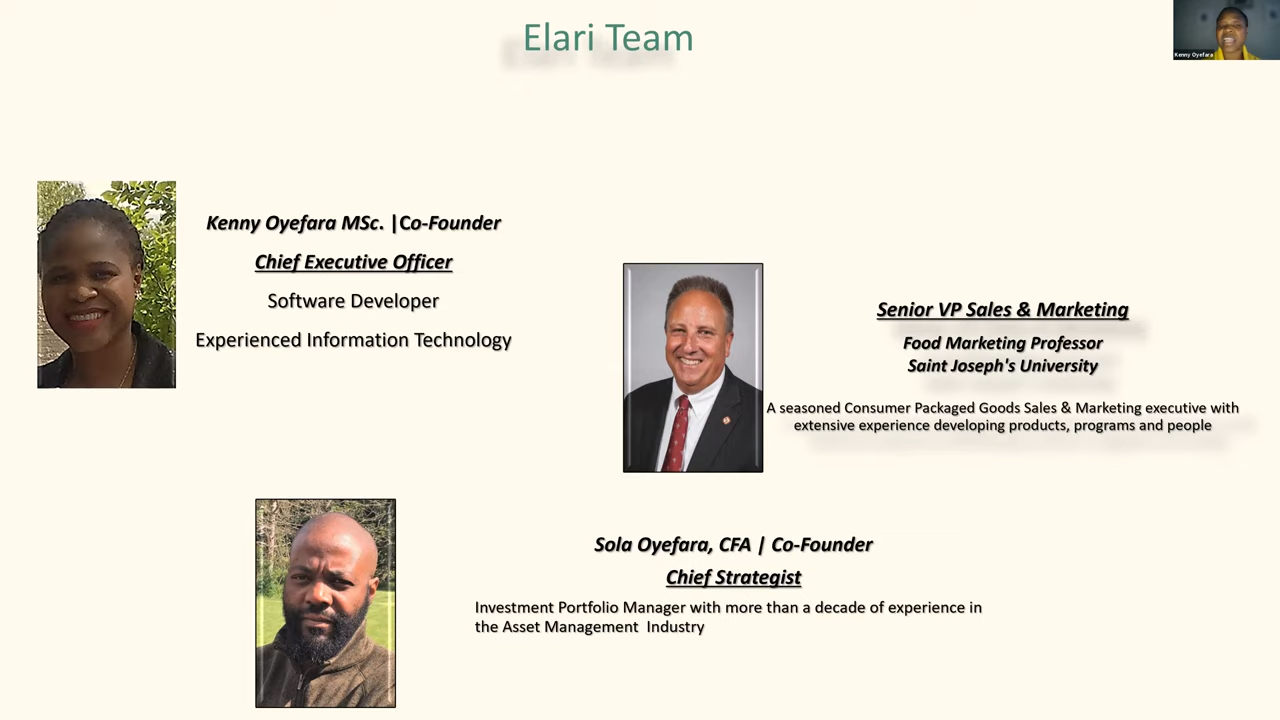 Elari Team
Kenny Oyefara
Kenny Oyefara MSc. |Co-Founder
Chief Executive Officer
Software Developer
Experienced Information Technology
Senior VP Sales & Marketing
Food Marketing Professor
Saint Joseph's University
A seasoned Consumer Packaged Goods Sales & Marketing executive with
extensive experience developing products, programs and people
Sola Oyefara, CFA | Co-Founder
Chief Strategist
Investment Portfolio Manager with more than a decade of experience in
the Asset Management Industry